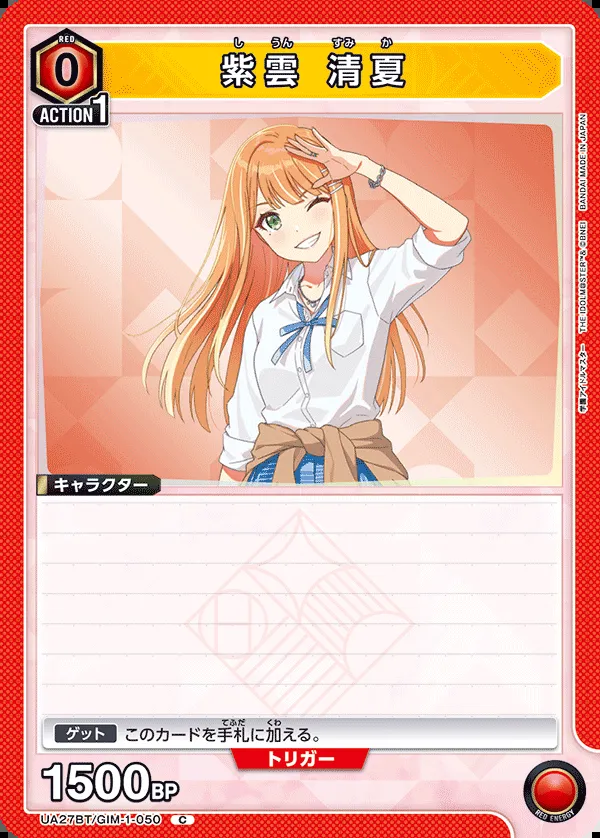 RED
0
ACTION 1
しうん すみか
紫雲 清夏
学園アイドルマスター THE IDOLM@STER™& ©BNEI BANDAI MADE IN JAPAN
キャラクター
てふだ くわ
ゲット このカードを手札に加える。
トリガー
1500BP
RED ENERGY
UA27BT/GIM-1-050 C